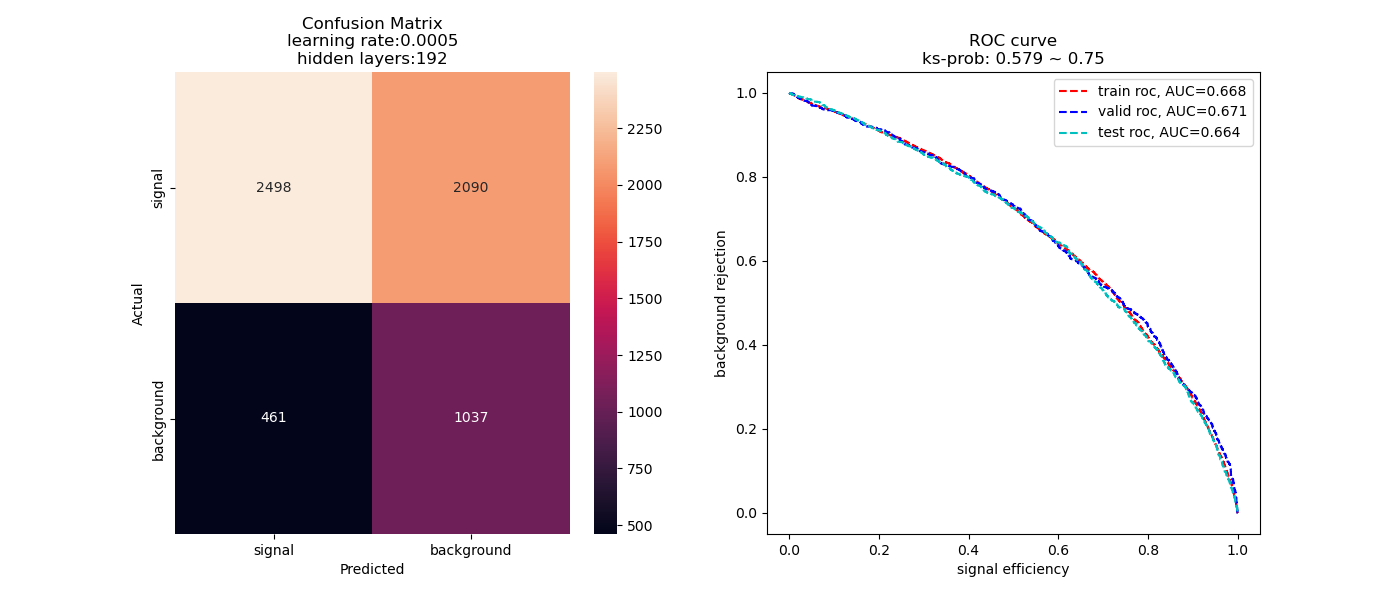 Confusion Matrix
learning rate:0.0005
hidden layers:192
signal
background
Actual
2498
2090
461
1037
signal
background
Predicted
2250
2000
1750
1500
1250
1000
750
500
ROC curve
ks-prob: 0.579 ~ 0.75
train roc, AUC=0.668
valid roc, AUC=0.671
test roc, AUC=0.664
background rejection
1.0
0.8
0.6
0.4
0.2
0.0
0.0
0.2
0.4
0.6
0.8
1.0
signal efficiency